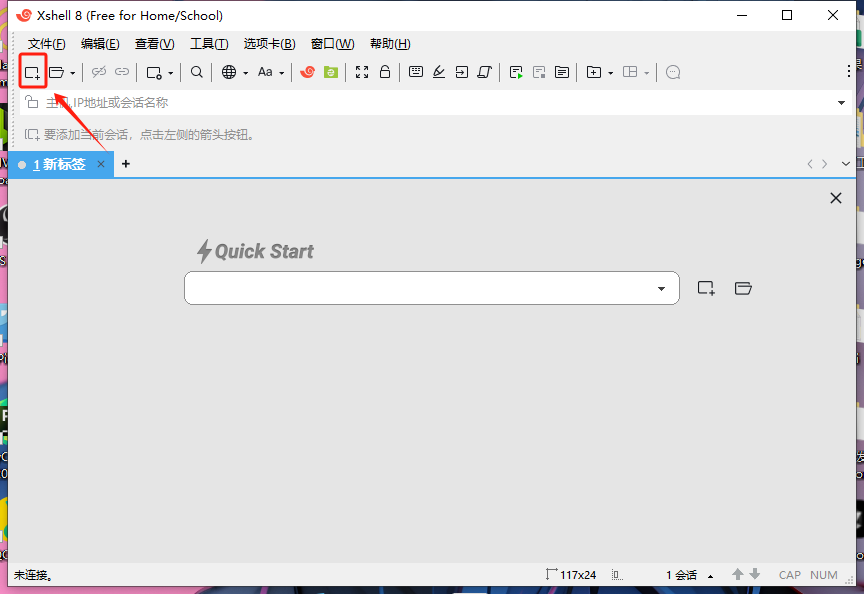 Xshell 8 (Free for Home/School)
文件(F) 编辑(E) 查看(V) 工具(T) 选项卡(B) 窗口(W) 帮助(H)
Aa
主机,IP地址或会话名称
要添加当前会话，点击左侧的箭头按钮。
1 新标签 × +
Quick Start
未连接。 117x24 1 会话 CAP NUM